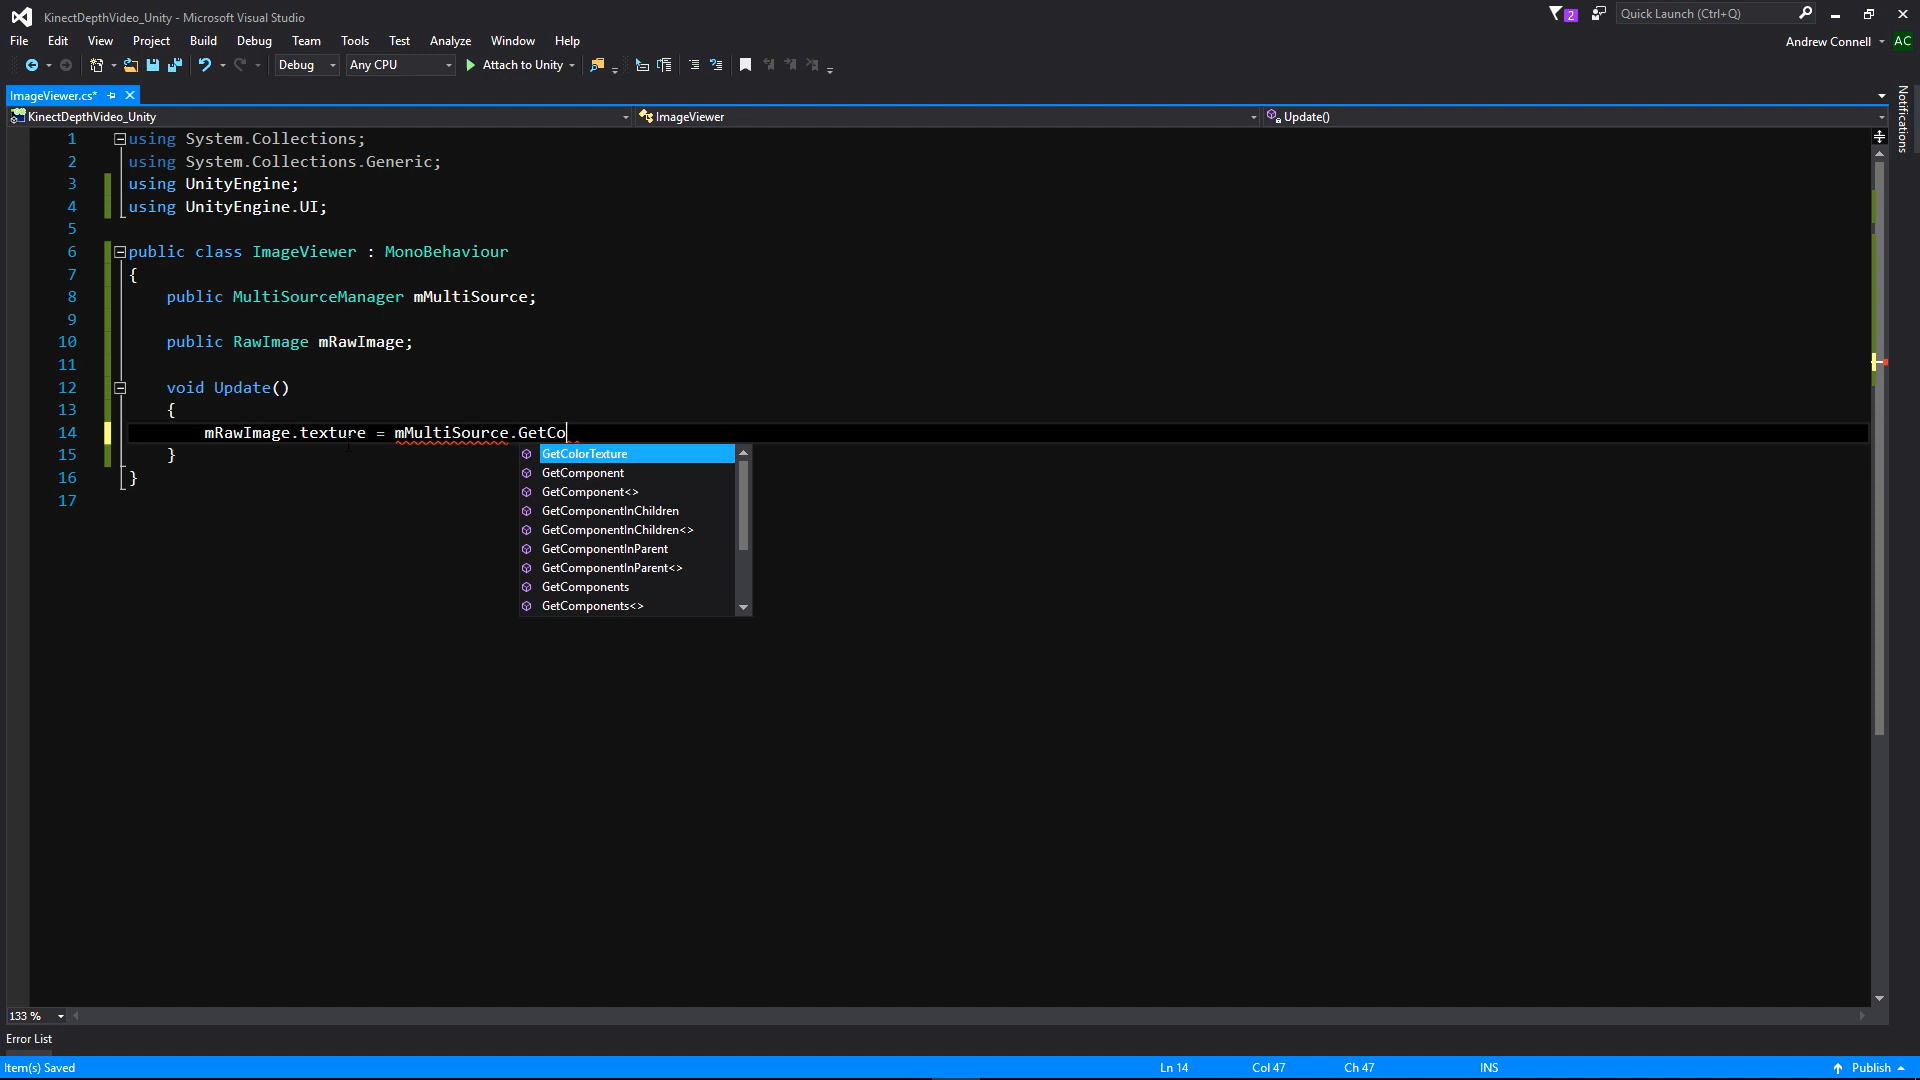 KinectDepthVideo_Unity - Microsoft Visual Studio
2
Quick Launch (Ctrl+Q)
File Edit View Project Build Debug Team Tools Test Analyze Window Help
Andrew Connell AC
Debug Any CPU Attach to Unity
ImageViewer.cs*
Notifications
KinectDepthVideo_Unity ImageViewer Update()
1 using System.Collections;
2 using System.Collections.Generic;
3 using UnityEngine;
4 using UnityEngine.UI;
5
6 public class ImageViewer : MonoBehaviour
7 {
8 public MultiSourceManager mMultiSource;
9
10 public RawImage mRawImage;
11
12 void Update()
13 {
14 mRawImage.texture = mMultiSource.GetCo
15 }
16 }
17
GetColorTexture
GetComponent
GetComponent<>
GetComponentInChildren
GetComponentInChildren<>
GetComponentInParent
GetComponentInParent<>
GetComponents
GetComponents<>
133 %
Error List
Item(s) Saved Ln 14 Col 47 Ch 47 INS Publish